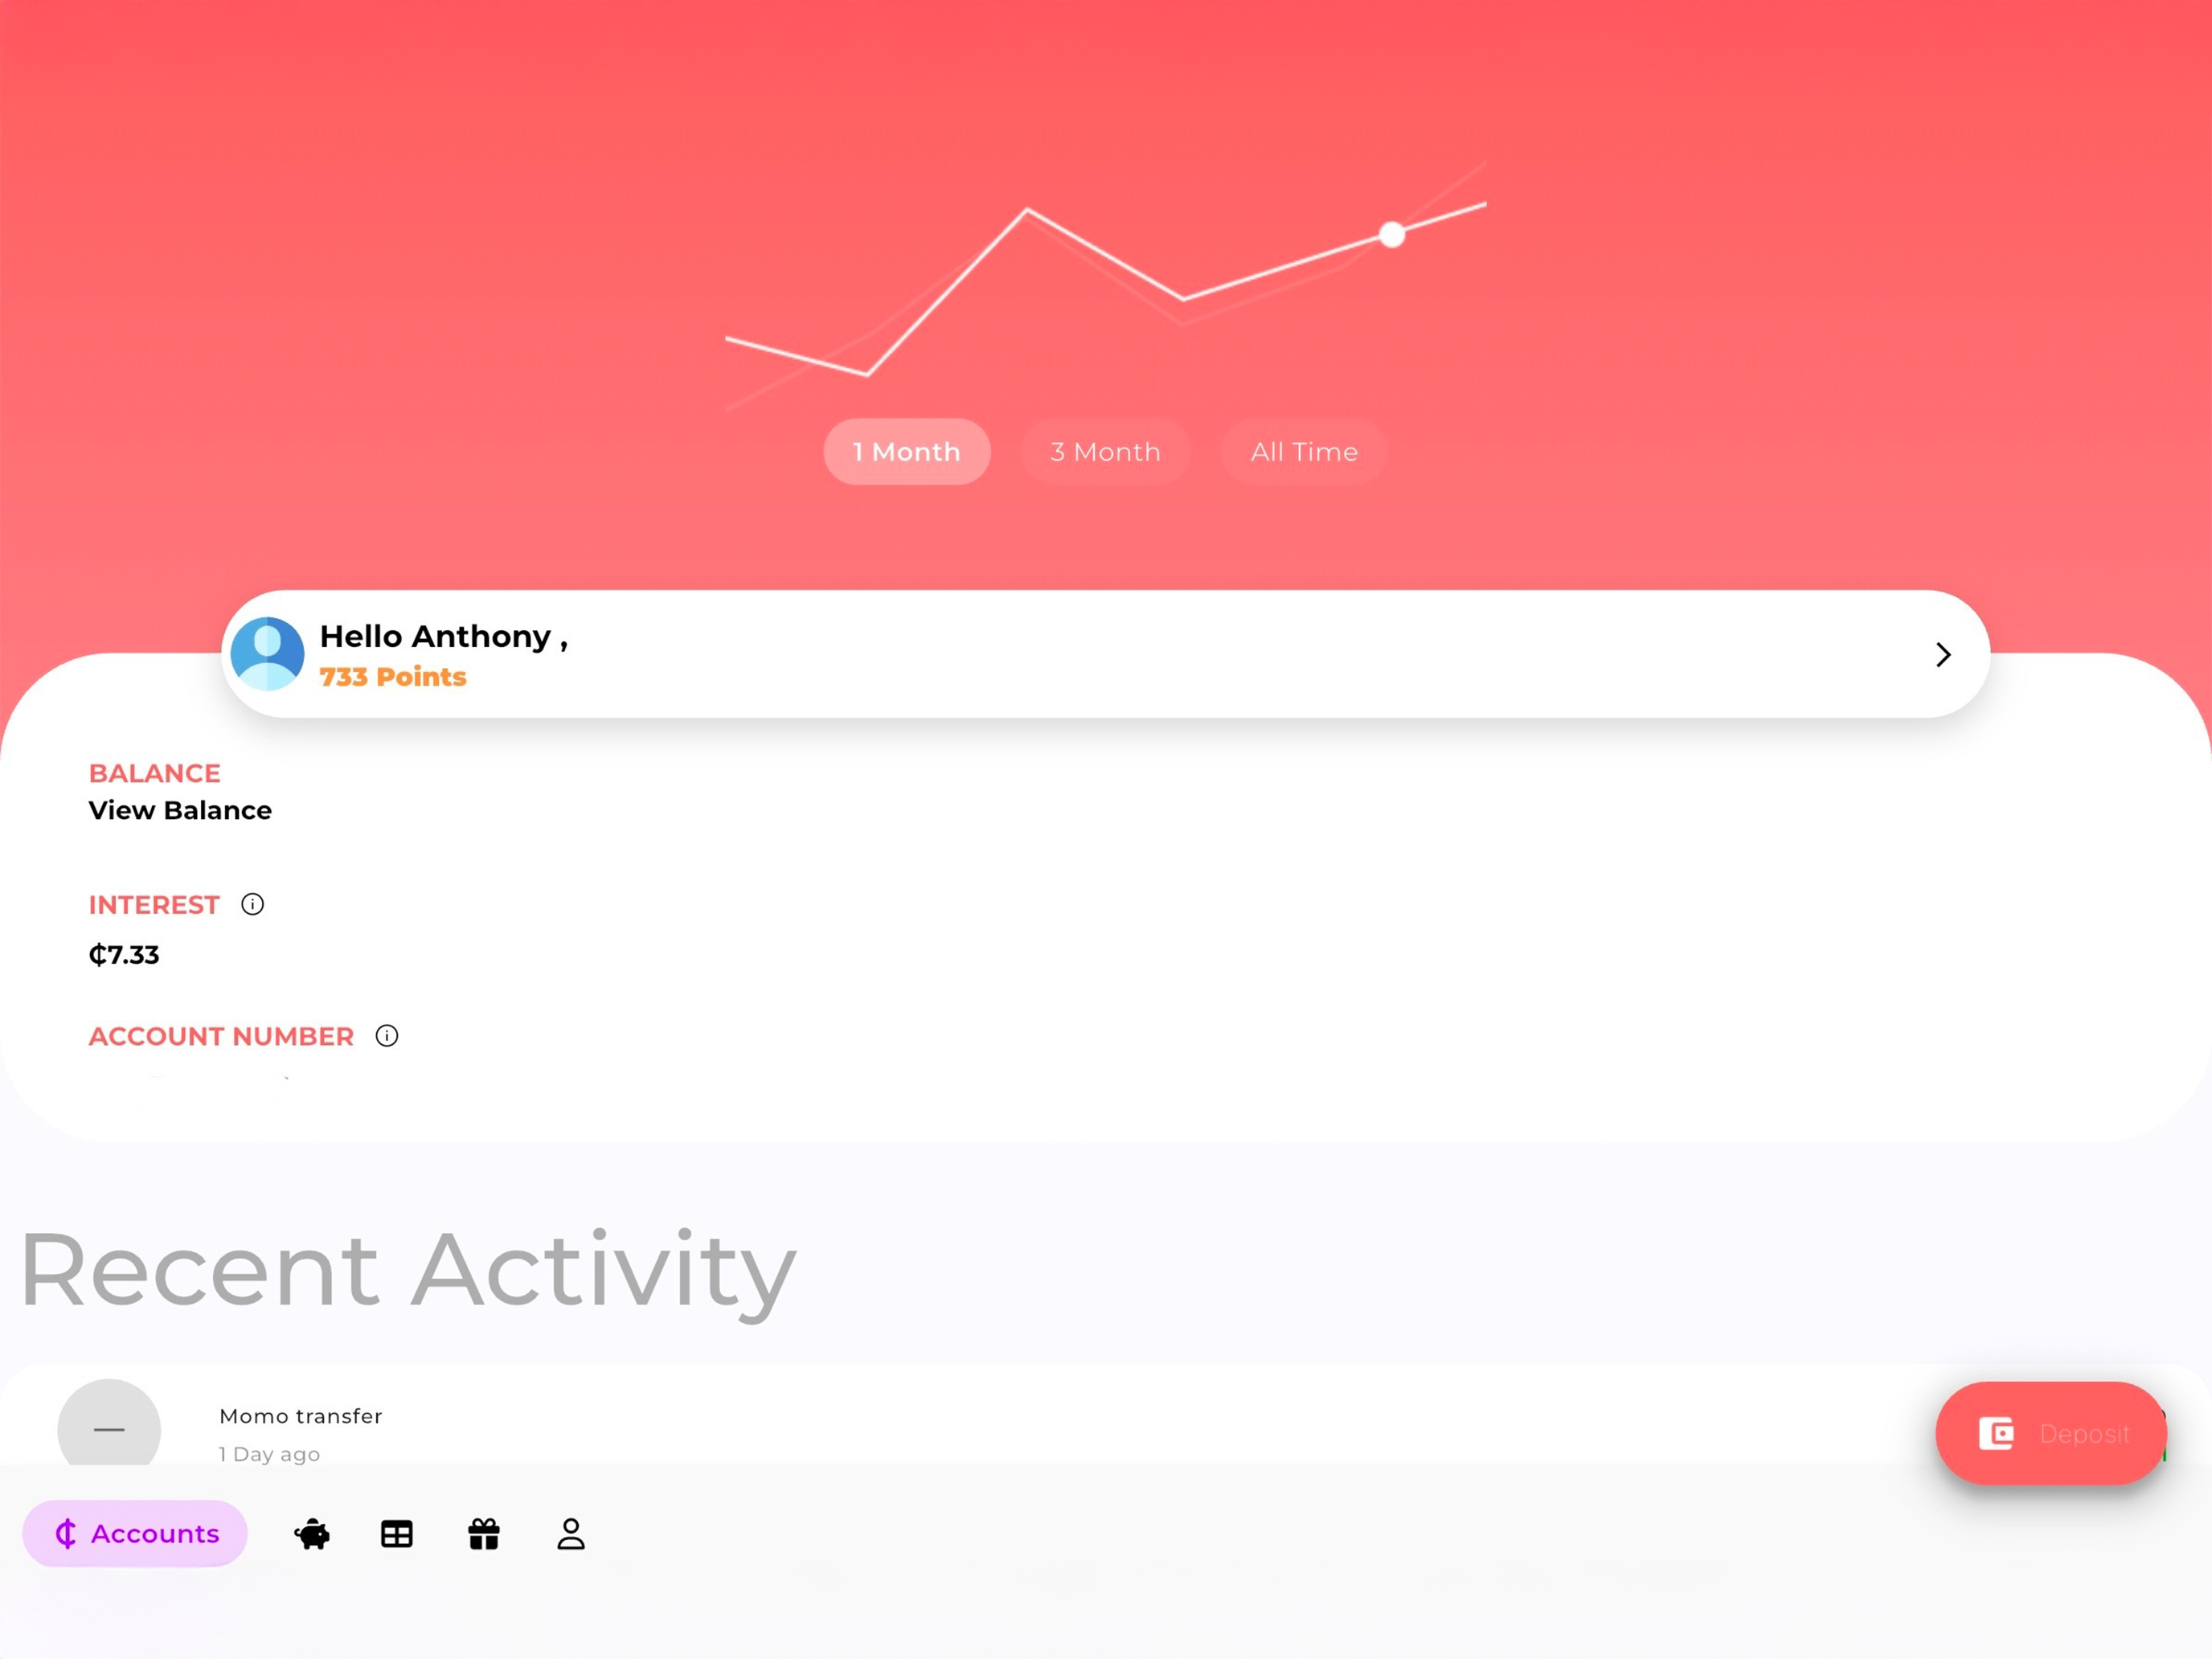 1 Month
3 Month
All Time
Hello Anthony ,
733 Points
BALANCE
View Balance
INTEREST
₵7.33
ACCOUNT NUMBER
Recent Activity
Momo transfer
1 Day ago
Deposit
₵ Accounts